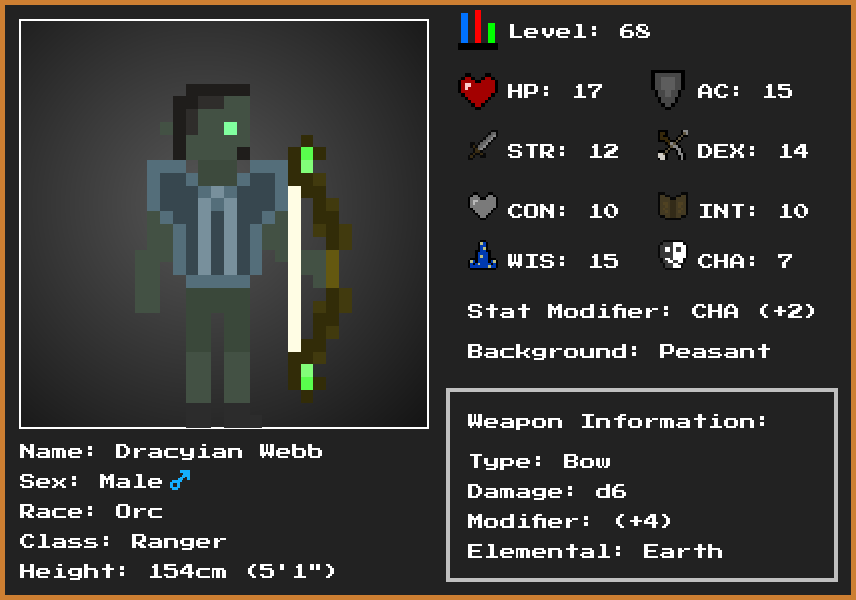 Level: 68
HP: 17 AC: 15
STR: 12 DEX: 14
CON: 10 INT: 10
WIS: 15 CHA: 7
Stat Modifier: CHA (+2)
Background: Peasant
Name: Dracyian Webb
Sex: Male ♂
Race: Orc
Class: Ranger
Height: 154cm (5'1")
Weapon Information:
Type: Bow
Damage: d6
Modifier: (+4)
Elemental: Earth